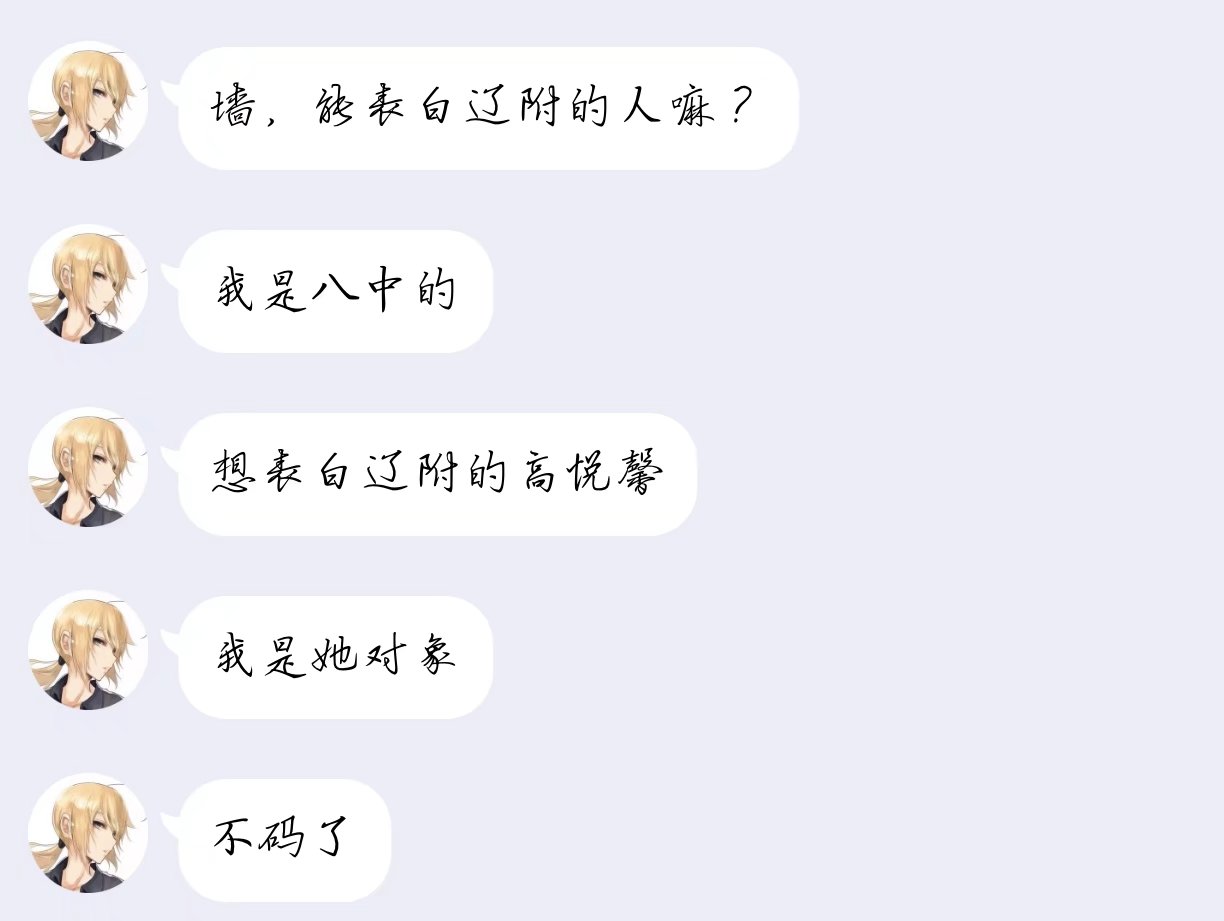 墙，能表白辽附的人嘛？
我是八中的
想表白辽附的高悦馨
我是她对象
不码了